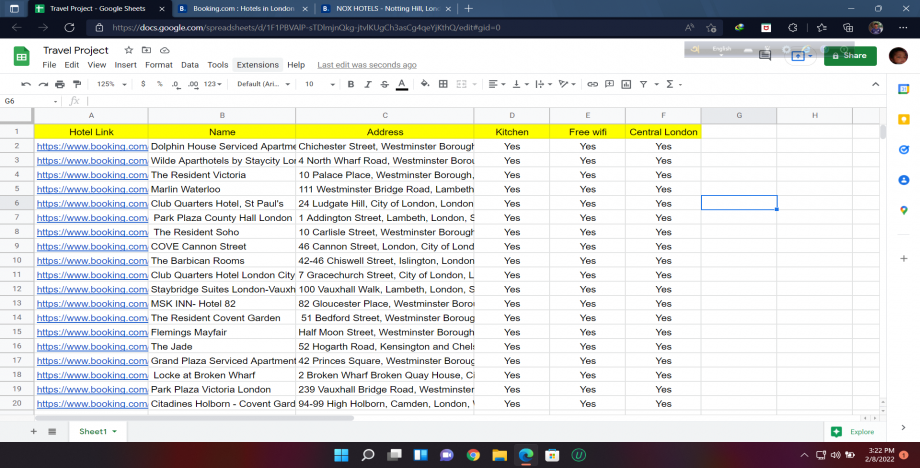 Travel Project - Google Sheets
Booking.com : Hotels in London
NOX HOTELS - Notting Hill, Lon
https://docs.google.com/spreadsheets/d/1F1PBVAlP-sTDlmjnQkg-jtvlKUgCh3asCg4qeYjKthQ/edit#gid=0
Travel Project
English
Share
File Edit View Insert Format Data Tools Extensions Help Last edit was seconds ago
125% $ % .0 .00 123 Default (Ari... 10 B I S A
G6 fx
A B C D E F G H
1 Hotel Link Name Address Kitchen Free wifi Central London
2 https://www.booking.com Dolphin House Serviced Apartme Chichester Street, Westminster Borough Yes Yes Yes
3 https://www.booking.com Wilde Aparthotels by Staycity Lon 4 North Wharf Road, Westminster Borou Yes Yes Yes
4 https://www.booking.com The Resident Victoria 10 Palace Place, Westminster Borough, Yes Yes Yes
5 https://www.booking.com Marlin Waterloo 111 Westminster Bridge Road, Lambeth Yes Yes Yes
6 https://www.booking.com Club Quarters Hotel, St Paul's 24 Ludgate Hill, City of London, London Yes Yes Yes
7 https://www.booking.com Park Plaza County Hall London 1 Addington Street, Lambeth, London, S Yes Yes Yes
8 https://www.booking.com The Resident Soho 10 Carlisle Street, Westminster Borough Yes Yes Yes
9 https://www.booking.com COVE Cannon Street 46 Cannon Street, London, City of Lond Yes Yes Yes
10 https://www.booking.com The Barbican Rooms 42-46 Chiswell Street, Islington, London Yes Yes Yes
11 https://www.booking.com Club Quarters Hotel London City 7 Gracechurch Street, City of London, L Yes Yes Yes
12 https://www.booking.com Staybridge Suites London-Vauxh 100 Vauxhall Walk, Lambeth, London, S Yes Yes Yes
13 https://www.booking.com MSK INN- Hotel 82 82 Gloucester Place, Westminster Borou Yes Yes Yes
14 https://www.booking.com The Resident Covent Garden 51 Bedford Street, Westminster Borough Yes Yes Yes
15 https://www.booking.com Flemings Mayfair Half Moon Street, Westminster Borough Yes Yes Yes
16 https://www.booking.com The Jade 52 Hogarth Road, Kensington and Chels Yes Yes Yes
17 https://www.booking.com Grand Plaza Serviced Apartment 42 Princes Square, Westminster Boroug Yes Yes Yes
18 https://www.booking.com Locke at Broken Wharf 2 Broken Wharf Broken Quay House, Ci Yes Yes Yes
19 https://www.booking.com Park Plaza Victoria London 239 Vauxhall Bridge Road, Westminster Yes Yes Yes
20 https://www.booking.com Citadines Holborn - Covent Gard 94-99 High Holborn, Camden, London, Yes Yes Yes
Sheet1 Explore
3:22 PM
2/8/2022